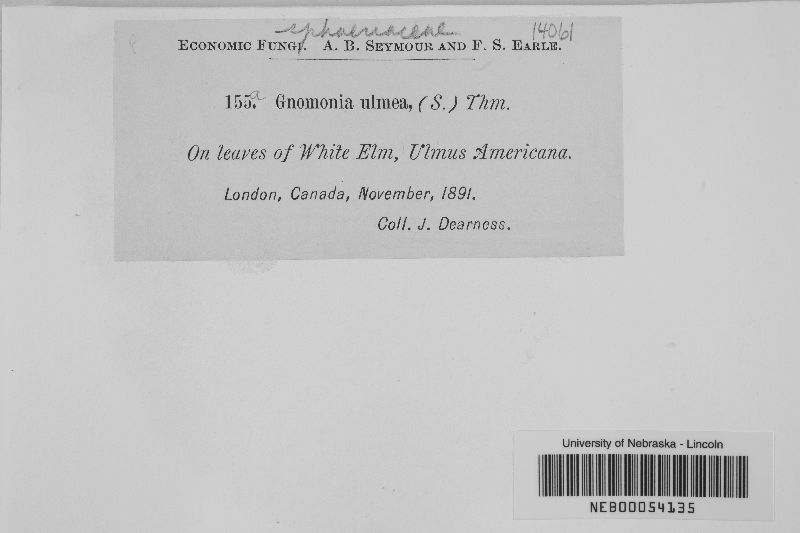 sphaeriaceae 14061
ECONOMIC FUNGI. A. B. SEYMOUR AND F. S. EARLE.
155.a Gnomonia ulmea, (S.) Thm.
On leaves of White Elm, Ulmus Americana.
London, Canada, November, 1891.
Coll. J. Dearness.
University of Nebraska - Lincoln
NEB00054135